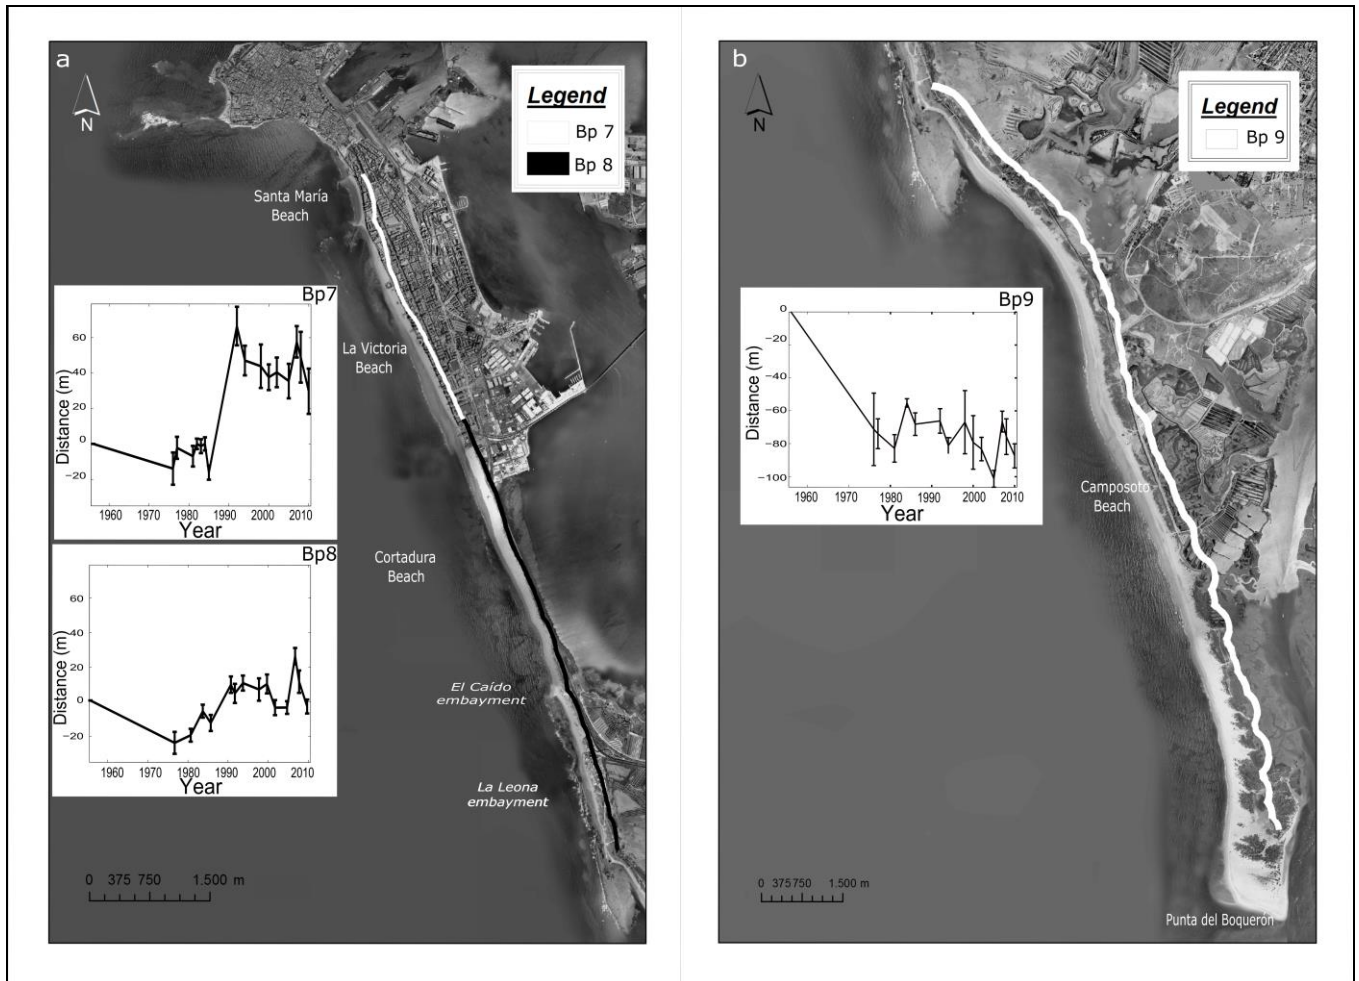 a
N
Legend
Bp 7
Bp 8
Santa María
Beach
La Victoria
Beach
Cortadura
Beach
El Caído
embayment
La Leona
embayment
Bp7
60
40
20
0
−20
Distance (m)
1960 1970 1980 1990 2000 2010
Year
Bp8
60
40
20
0
−20
Distance (m)
1960 1970 1980 1990 2000 2010
Year
0 375 750 1.500 m
b
N
Legend
Bp 9
Bp9
0
−20
−40
−60
−80
−100
Distance (m)
1960 1970 1980 1990 2000 2010
Year
Camposoto
Beach
Punta del Boquerón
0 375 750 1.500 m